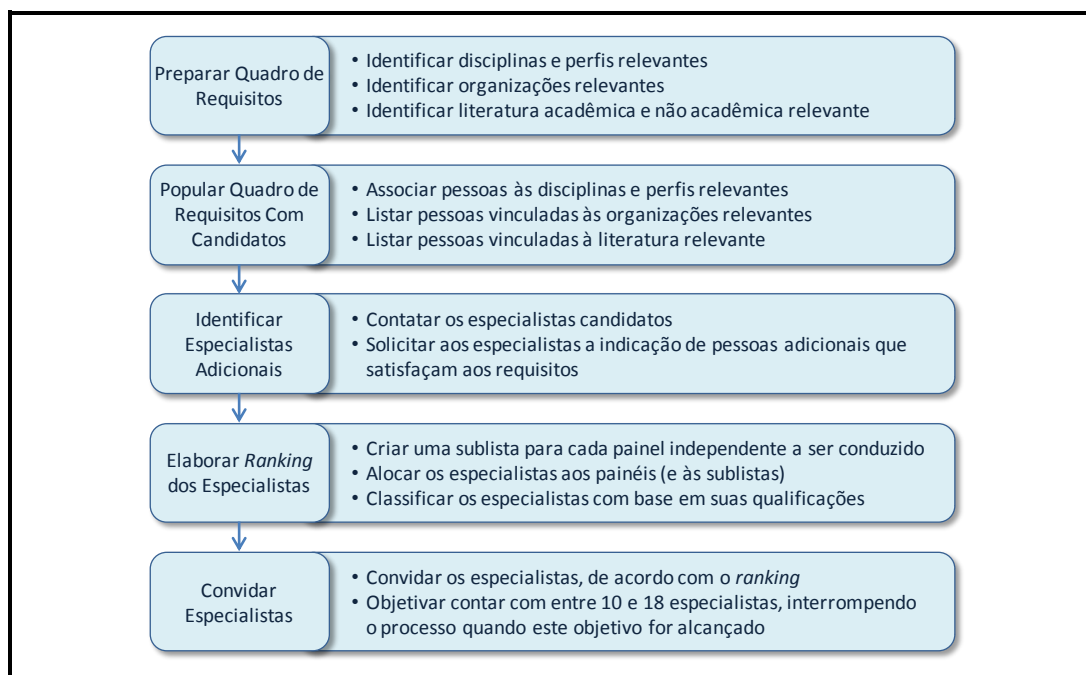 Preparar Quadro de
Requisitos
• Identificar disciplinas e perfis relevantes
• Identificar organizações relevantes
• Identificar literatura acadêmica e não acadêmica relevante
Popular Quadro de
Requisitos Com
Candidatos
• Associar pessoas às disciplinas e perfis relevantes
• Listar pessoas vinculadas às organizações relevantes
• Listar pessoas vinculadas à literatura relevante
Identificar
Especialistas
Adicionais
• Contatar os especialistas candidatos
• Solicitar aos especialistas a indicação de pessoas adicionais que
satisfaçam aos requisitos
Elaborar Ranking
dos Especialistas
• Criar uma sublista para cada painel independente a ser conduzido
• Alocar os especialistas aos painéis (e às sublistas)
• Classificar os especialistas com base em suas qualificações
Convidar
Especialistas
• Convidar os especialistas, de acordo com o ranking
• Objetivar contar com entre 10 e 18 especialistas, interrompendo
o processo quando este objetivo for alcançado